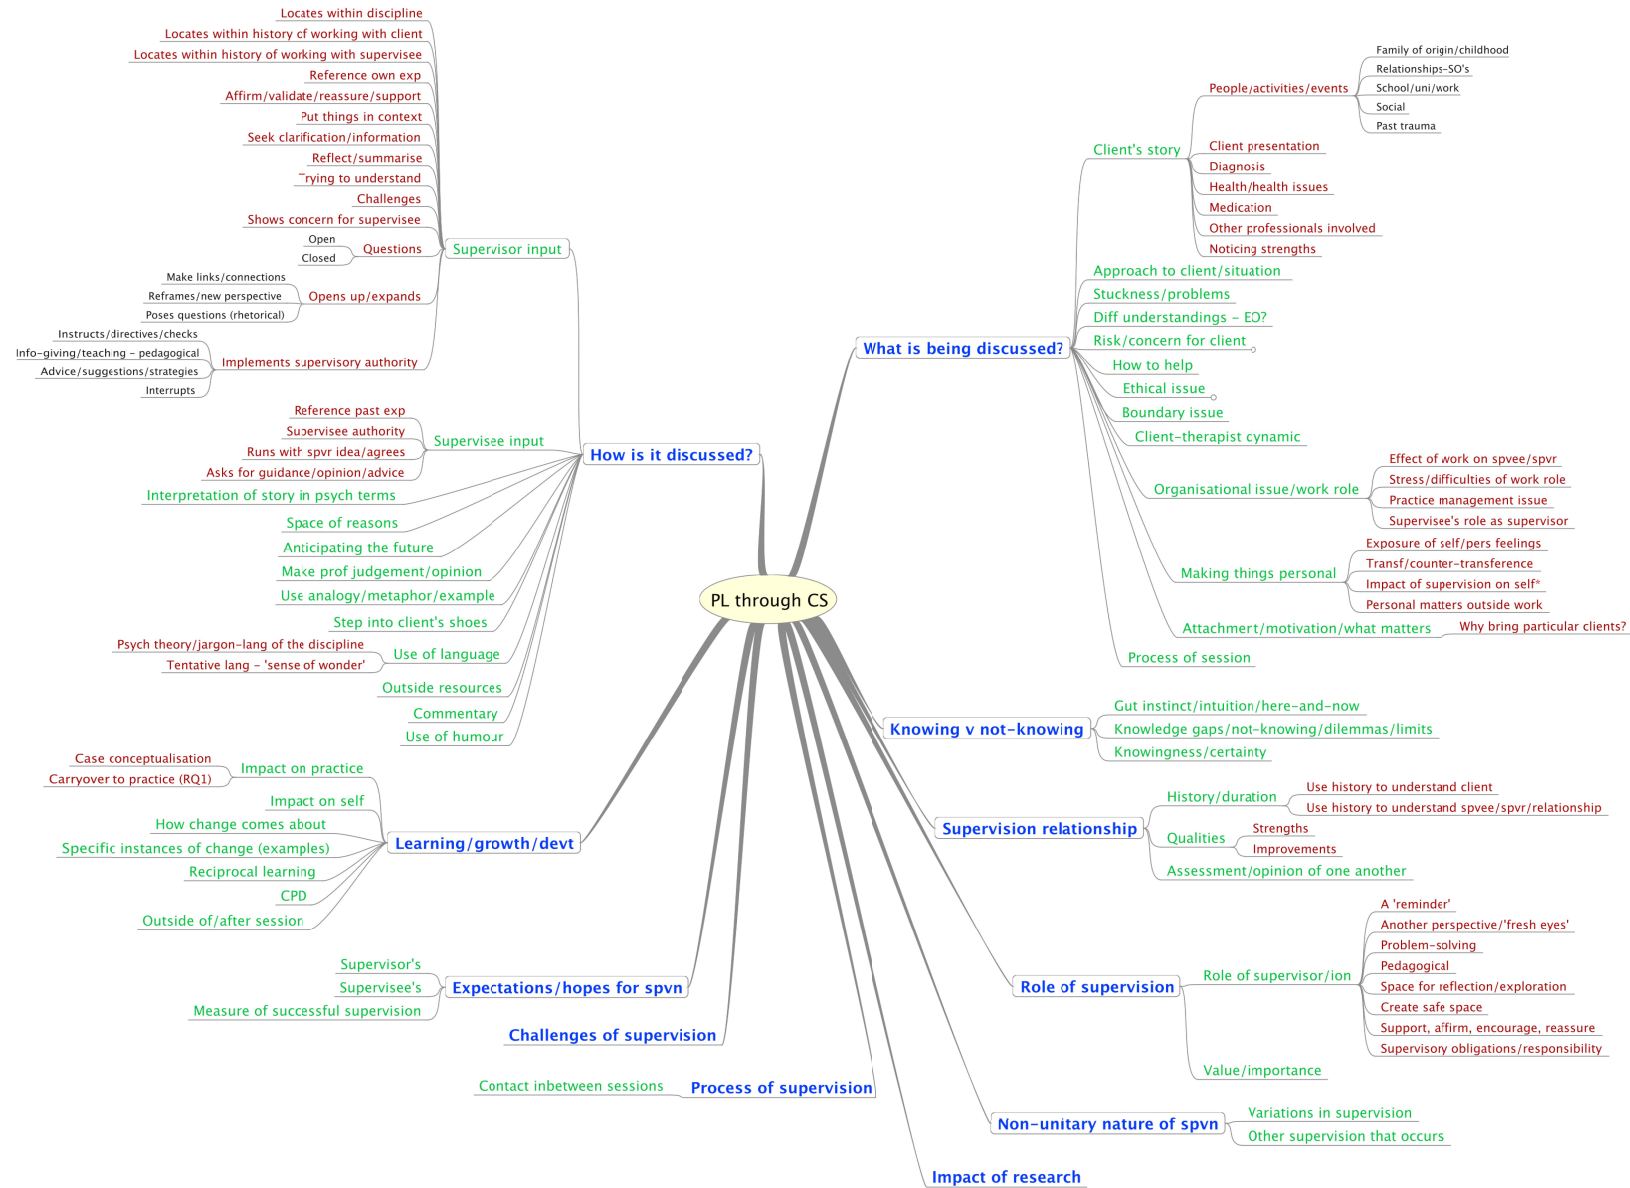 Locates within discipline
Locates within history of working with client
Locates within history of working with supervisee
Reference own exp
Affirm/validate/reassure/support
Put things in context
Seek clarification/information
Reflect/summarise
Trying to understand
Challenges
Shows concern for supervisee
Open
Closed
Questions
Supervisor input
Make links/connections
Reframes/new perspective
Poses questions (rhetorical)
Opens up/expands
Instructs/directives/checks
Info-giving/teaching - pedagogical
Advice/suggestions/strategies
Interrupts
Implements supervisory authority
Reference past exp
Supervisee authority
Runs with spvr idea/agrees
Asks for guidance/opinion/advice
Supervisee input
How is it discussed?
Interpretation of story in psych terms
Space of reasons
Anticipating the future
Make prof judgement/opinion
Use analogy/metaphor/example
Step into client's shoes
Psych theory/jargon-lang of the discipline
Tentative lang - 'sense of wonder'
Use of language
Outside resources
Commentary
Use of humour
Case conceptualisation
Carryover to practice (RQ1)
Impact on practice
Impact on self
How change comes about
Specific instances of change (examples)
Reciprocal learning
CPD
Outside of/after session
Learning/growth/devt
Supervisor's
Supervisee's
Measure of successful supervision
Expectations/hopes for spvn
Challenges of supervision
Contact inbetween sessions
Process of supervision
PL through CS
What is being discussed?
Client's story
People/activities/events
Family of origin/childhood
Relationships-SO's
School/uni/work
Social
Past trauma
Client presentation
Diagnosis
Health/health issues
Medication
Other professionals involved
Noticing strengths
Approach to client/situation
Stuckness/problems
Diff understandings - EO?
Risk/concern for client
How to help
Ethical issue
Boundary issue
Client-therapist dynamic
Organisational issue/work role
Effect of work on spvee/spvr
Stress/difficulties of work role
Practice management issue
Supervisee's role as supervisor
Making things personal
Exposure of self/pers feelings
Transf/counter-transference
Impact of supervision on self*
Personal matters outside work
Attachment/motivation/what matters
Why bring particular clients?
Process of session
Knowing v not-knowing
Gut instinct/intuition/here-and-now
Knowledge gaps/not-knowing/dilemmas/limits
Knowingness/certainty
Supervision relationship
History/duration
Use history to understand client
Use history to understand spvee/spvr/relationship
Qualities
Strengths
Improvements
Assessment/opinion of one another
Role of supervision
Role of supervisor/ion
A 'reminder'
Another perspective/'fresh eyes'
Problem-solving
Pedagogical
Space for reflection/exploration
Create safe space
Support, affirm, encourage, reassure
Supervisory obligations/responsibility
Value/importance
Non-unitary nature of spvn
Variations in supervision
Other supervision that occurs
Impact of research